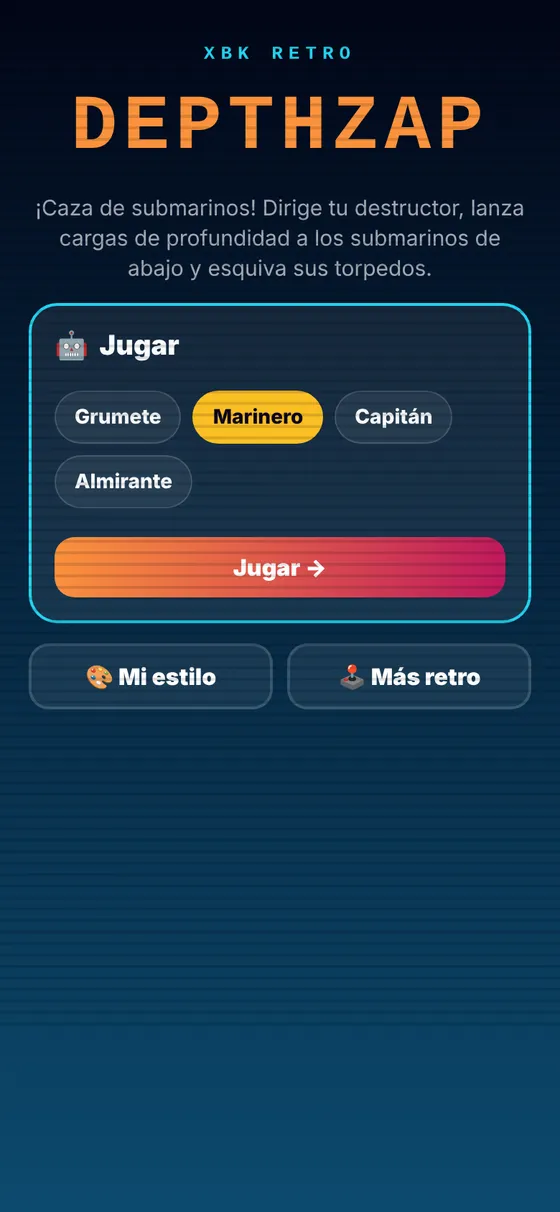 XBK RETRO
DEPTHZAP
¡Caza de submarinos! Dirige tu destructor, lanza
cargas de profundidad a los submarinos de
abajo y esquiva sus torpedos.
Jugar
Grumete
Marinero
Capitán
Almirante
Jugar →
Mi estilo
Más retro